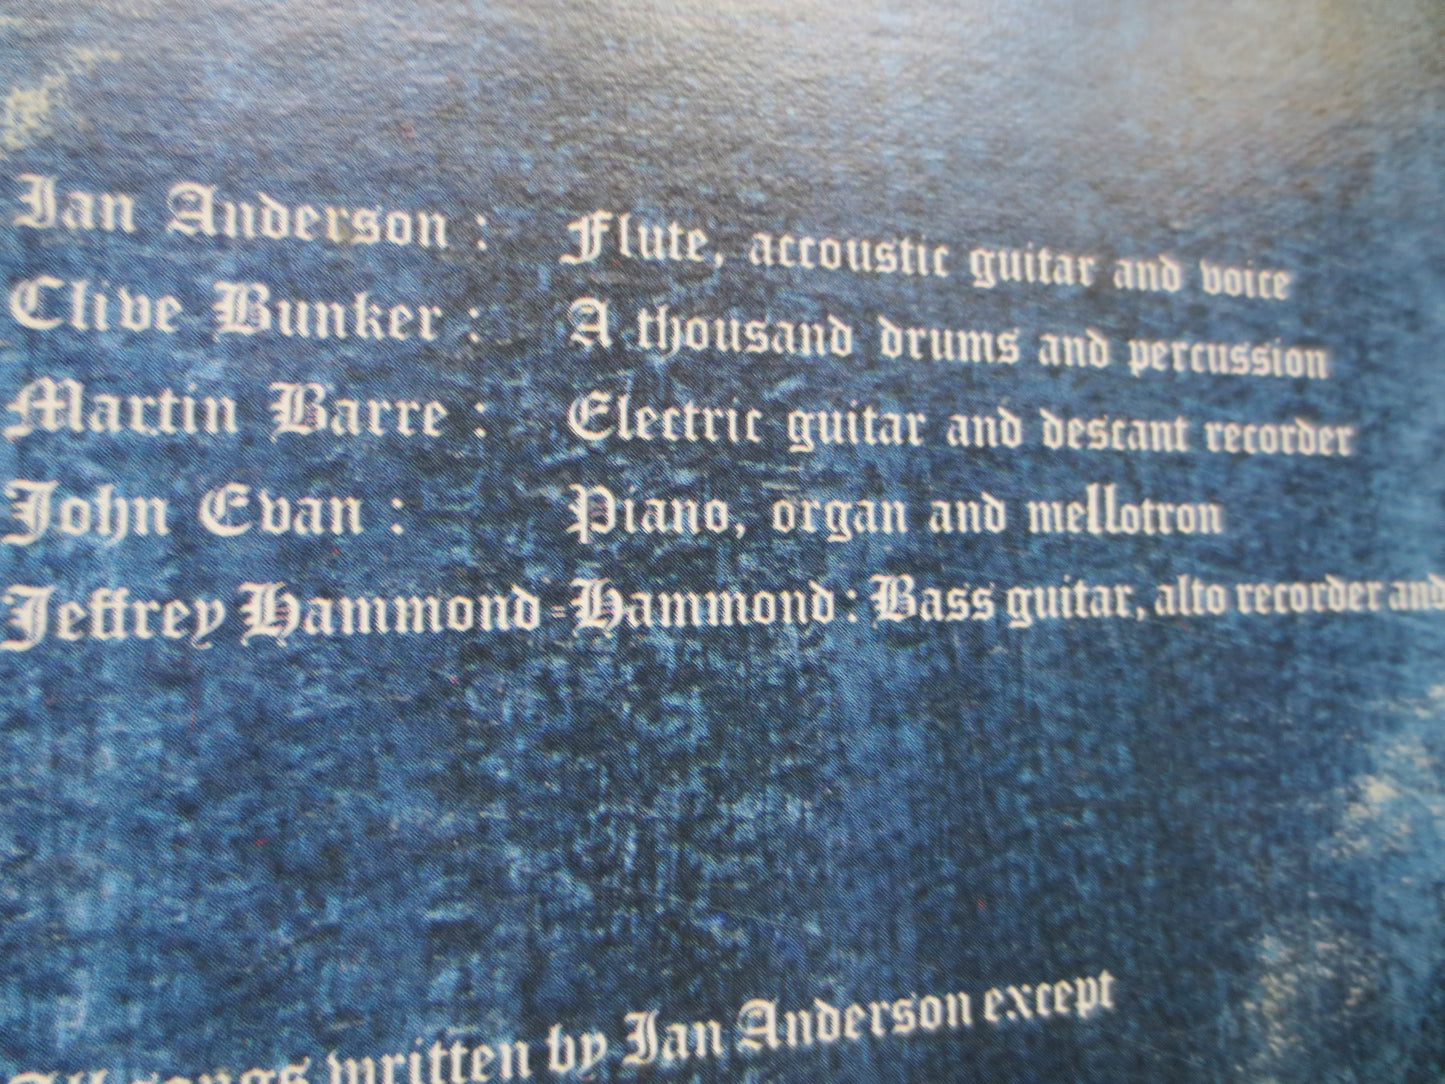 Ian Anderson : Flute, accoustic guitar and voice
Clive Bunker : A thousand drums and percussion
Martin Barre : Electric guitar and descant recorder
John Evan : Piano, organ and mellotron
Jeffrey Hammond-Hammond : Bass guitar, alto recorder and
All songs written by Ian Anderson except